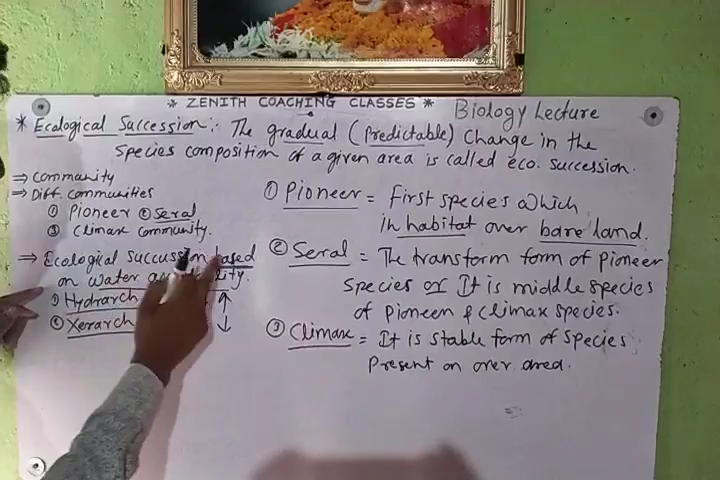 * ZENITH COACHING CLASSES * Biology Lecture
* Ecological Succession:- The gradual (Predictable) Change in the
Species composition of a given area is called eco. succession.
⇒ Community
⇒ Diff. communities
① Pioneer ② Seral
③ Climax community.
⇒ Ecological succession based
on water
① Hydrarch ↑
② Xerarch ↓
① Pioneer = First species which
inhabitat over bare land.
② Seral = The transform form of Pioneer
Species or It is middle species
of pioneer & climax species.
③ Climax = It is stable form of species
Present on over area.